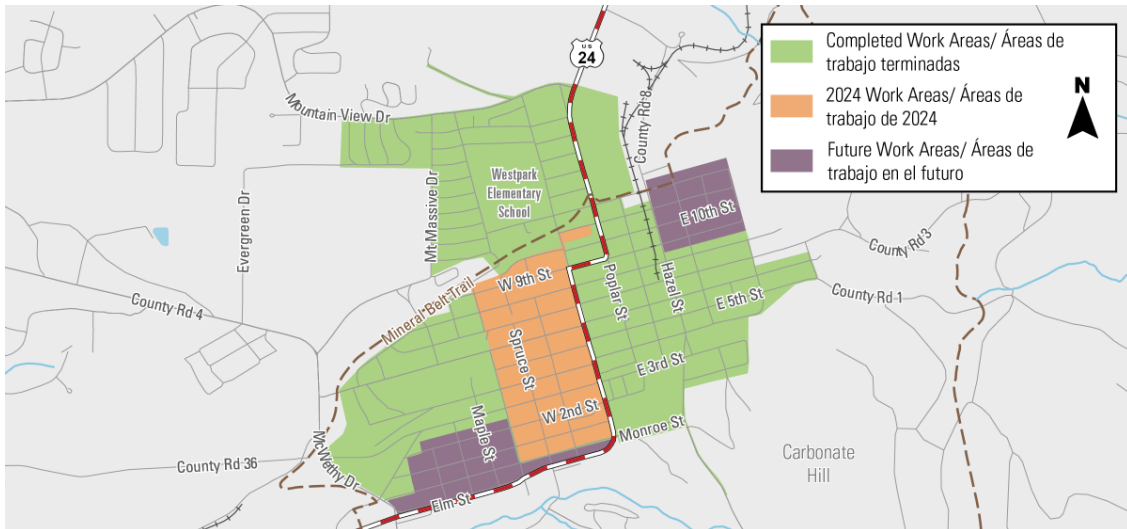 Completed Work Areas/ Áreas de
trabajo terminadas
2024 Work Areas/ Áreas de
trabajo de 2024
Future Work Areas/ Áreas de
trabajo en el futuro
N
US
24
County Rd 8
Mountain View Dr
Westpark
Elementary
School
Mt Massive Dr
Evergreen Dr
E 10th St
County Rd 3
W 9th St
Poplar St
Hazel St
E 5th St
County Rd 1
Mineral Belt Trail
County Rd 4
Spruce St
E 3rd St
W 2nd St
Maple St
Monroe St
McWethy Dr
County Rd 36
Elm St
Carbonate
Hill